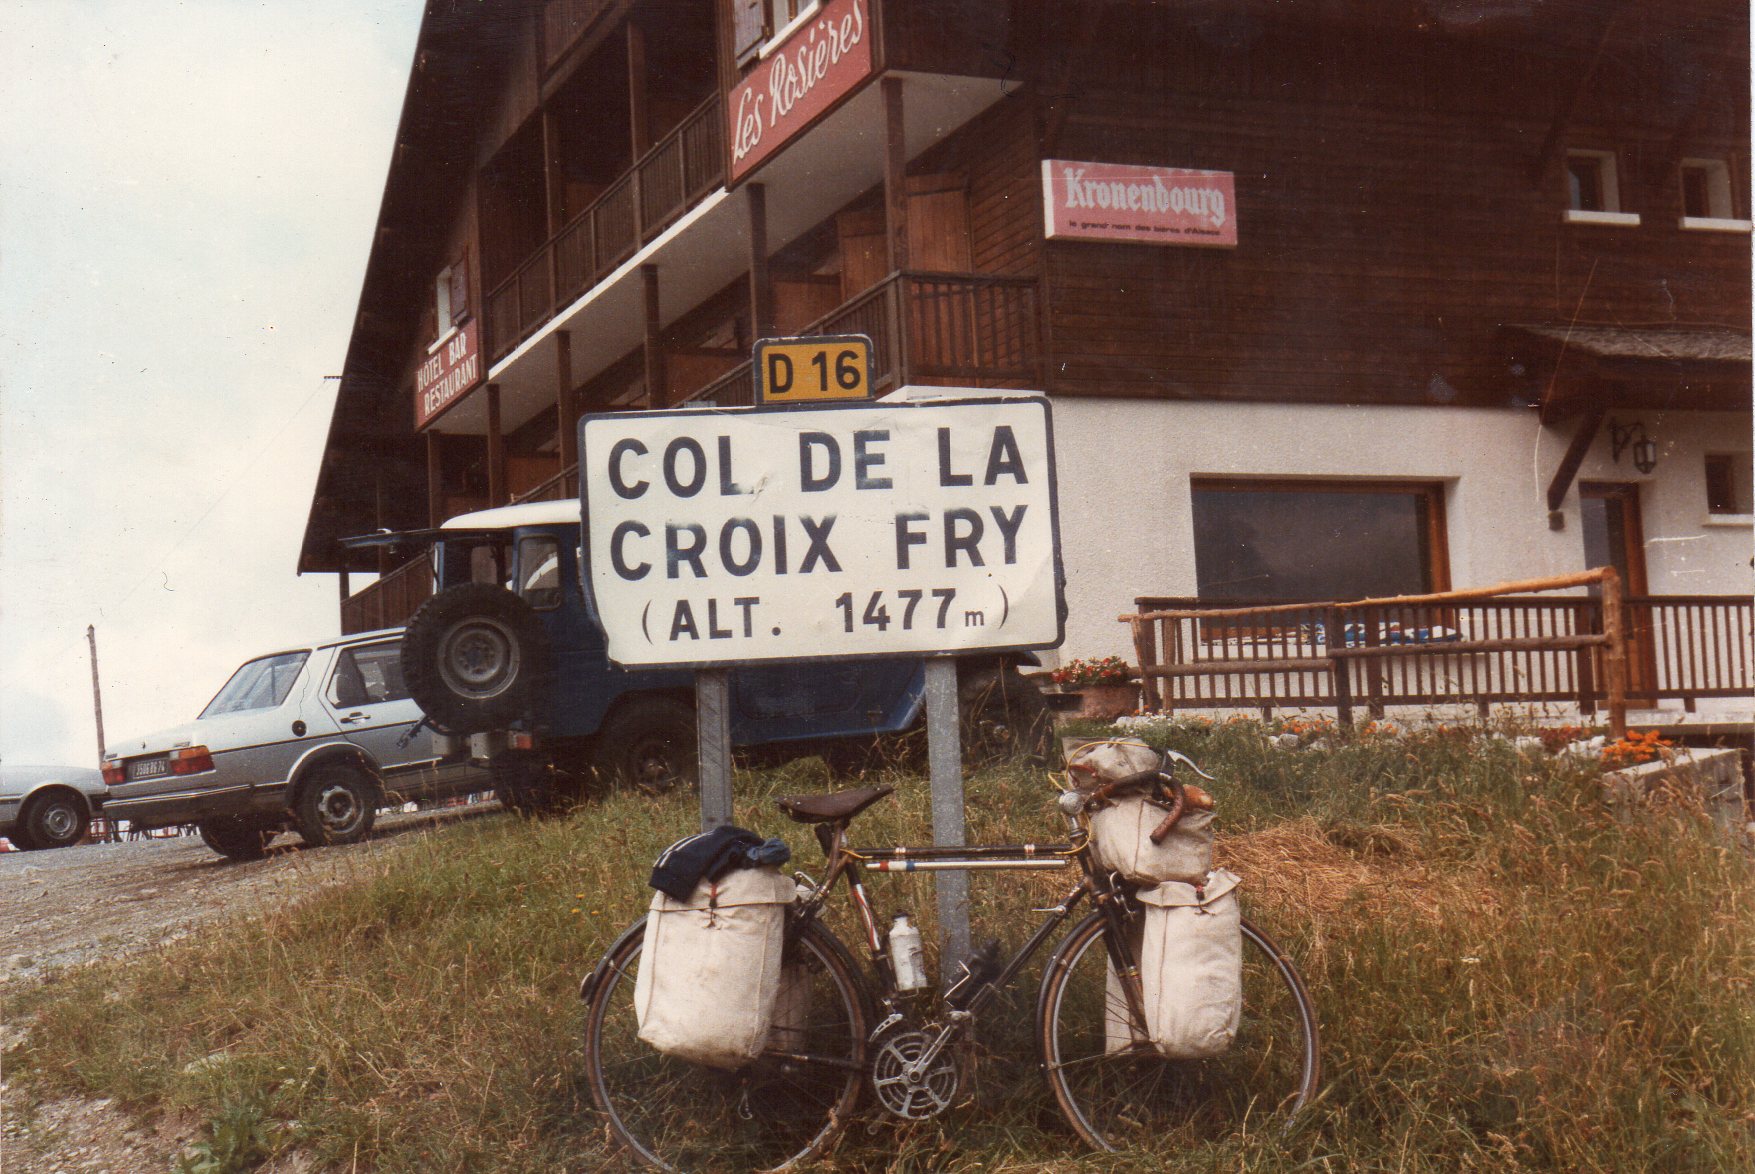 Les Rosières
Kronenbourg
le grand nom des bières d'Alsace
HOTEL BAR
RESTAURANT
D 16
COL DE LA
CROIX FRY
(ALT. 1477m)